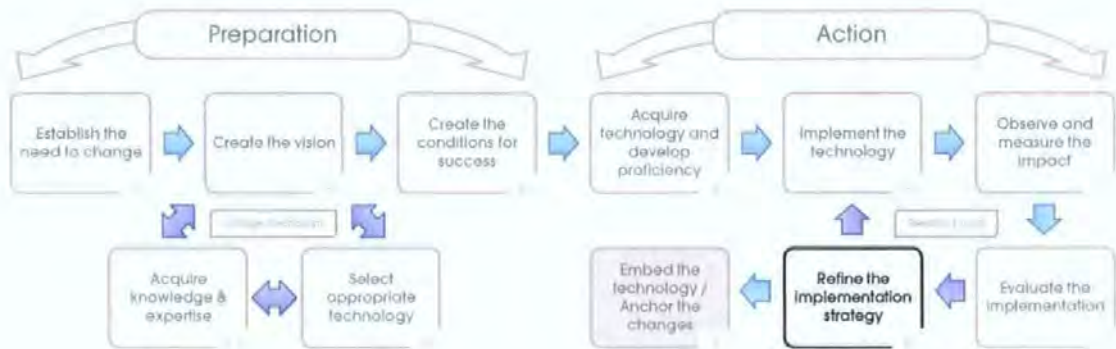 Preparation
Action
Establish the
need to change
Create the vision
Create the
conditions for
success
Acquire
technology and
develop
proficiency
Implement the
technology
Observe and
measure the
impact
Acquire
knowledge &
expertise
Select
appropriate
technology
Embed the
technology /
Anchor the
changes
Refine the
implementation
strategy
Evaluate the
implementation